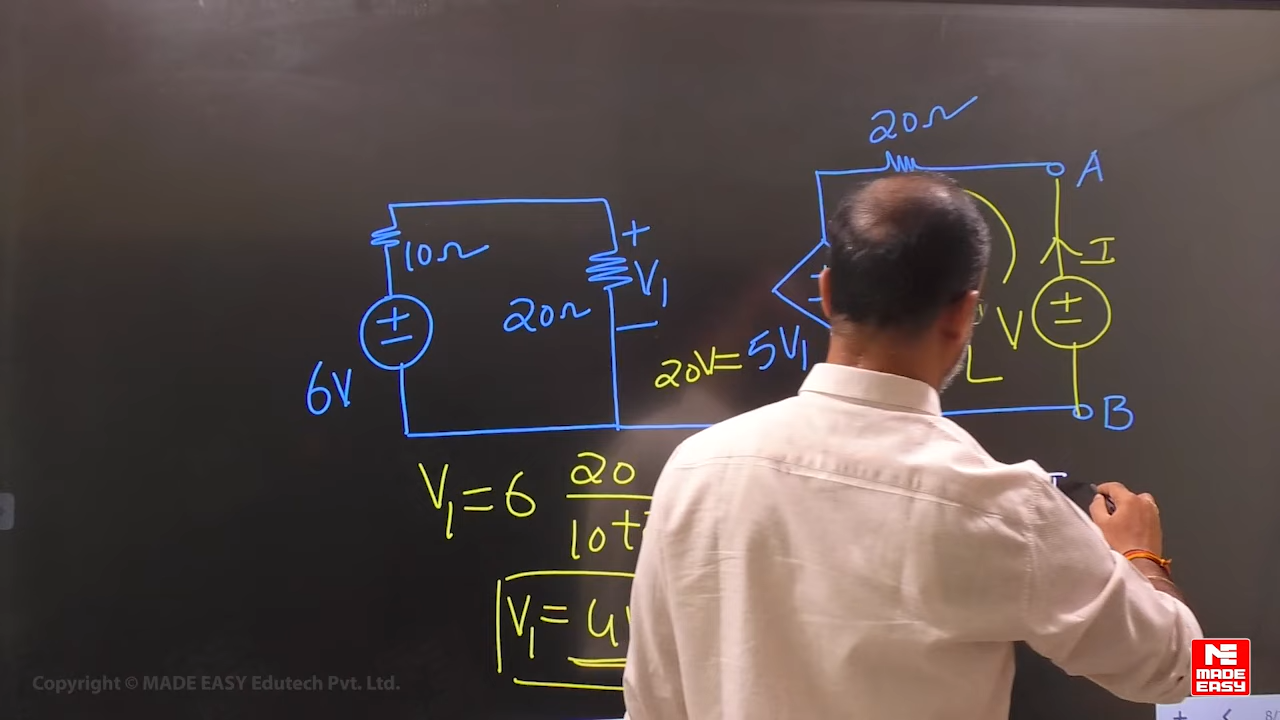 20Ω
A
10Ω
+
V₁
20Ω
I
V
6V
20V= 5V₁
B
V₁=6 20
10+
V₁= 4V
Copyright © MADE EASY Edutech Pvt. Ltd.
MADE
EASY